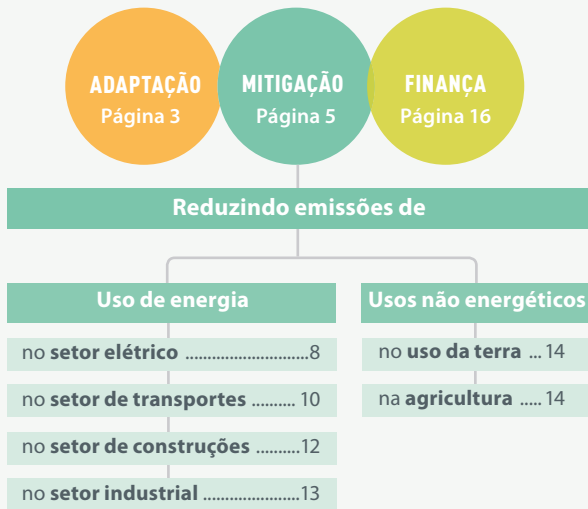 ADAPTAÇÃO
Página 3
MITIGAÇÃO
Página 5
FINANÇA
Página 16
Reduzindo emissões de
Uso de energia
no setor elétrico ..............................8
no setor de transportes .......... 10
no setor de construções ..........12
no setor industrial ......................13
Usos não energéticos
no uso da terra ... 14
na agricultura ..... 14